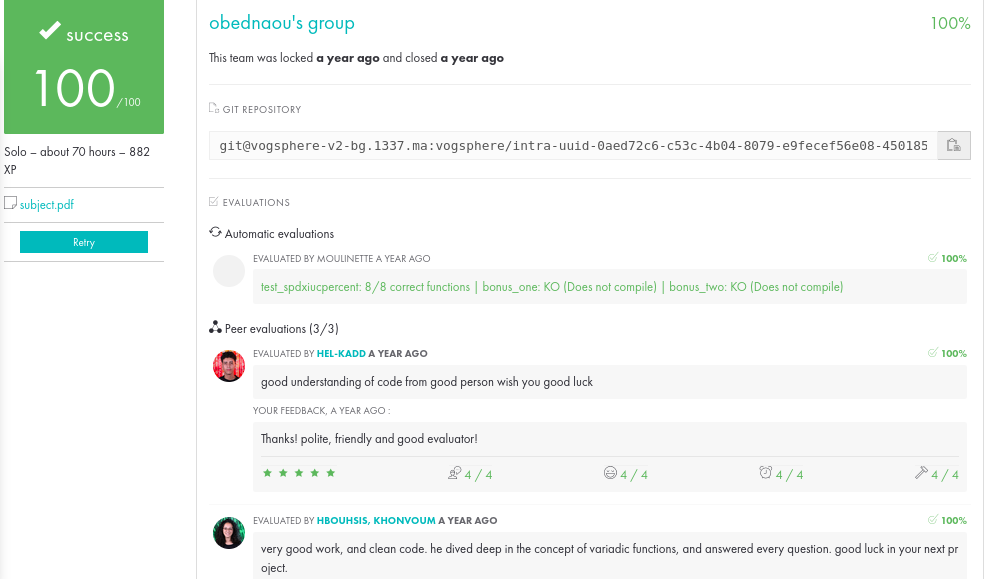 success
100/100
Solo – about 70 hours – 882
XP
subject.pdf
Retry
obednaou's group
100%
This team was locked a year ago and closed a year ago
GIT REPOSITORY
git@vogsphere-v2-bg.1337.ma:vogsphere/intra-uuid-0aed72c6-c53c-4b04-8079-e9fecef56e08-450185
EVALUATIONS
Automatic evaluations
EVALUATED BY MOULINETTE A YEAR AGO
100%
test_spdxiucpercent: 8/8 correct functions | bonus_one: KO (Does not compile) | bonus_two: KO (Does not compile)
Peer evaluations (3/3)
EVALUATED BY HEL-KADD A YEAR AGO
100%
good understanding of code from good person wish you good luck
YOUR FEEDBACK, A YEAR AGO :
Thanks! polite, friendly and good evaluator!
4 / 4 4 / 4 4 / 4 4 / 4
EVALUATED BY HBOUHSIS, KHONVOUM A YEAR AGO
100%
very good work, and clean code. he dived deep in the concept of variadic functions, and answered every question. good luck in your next pr
oject.